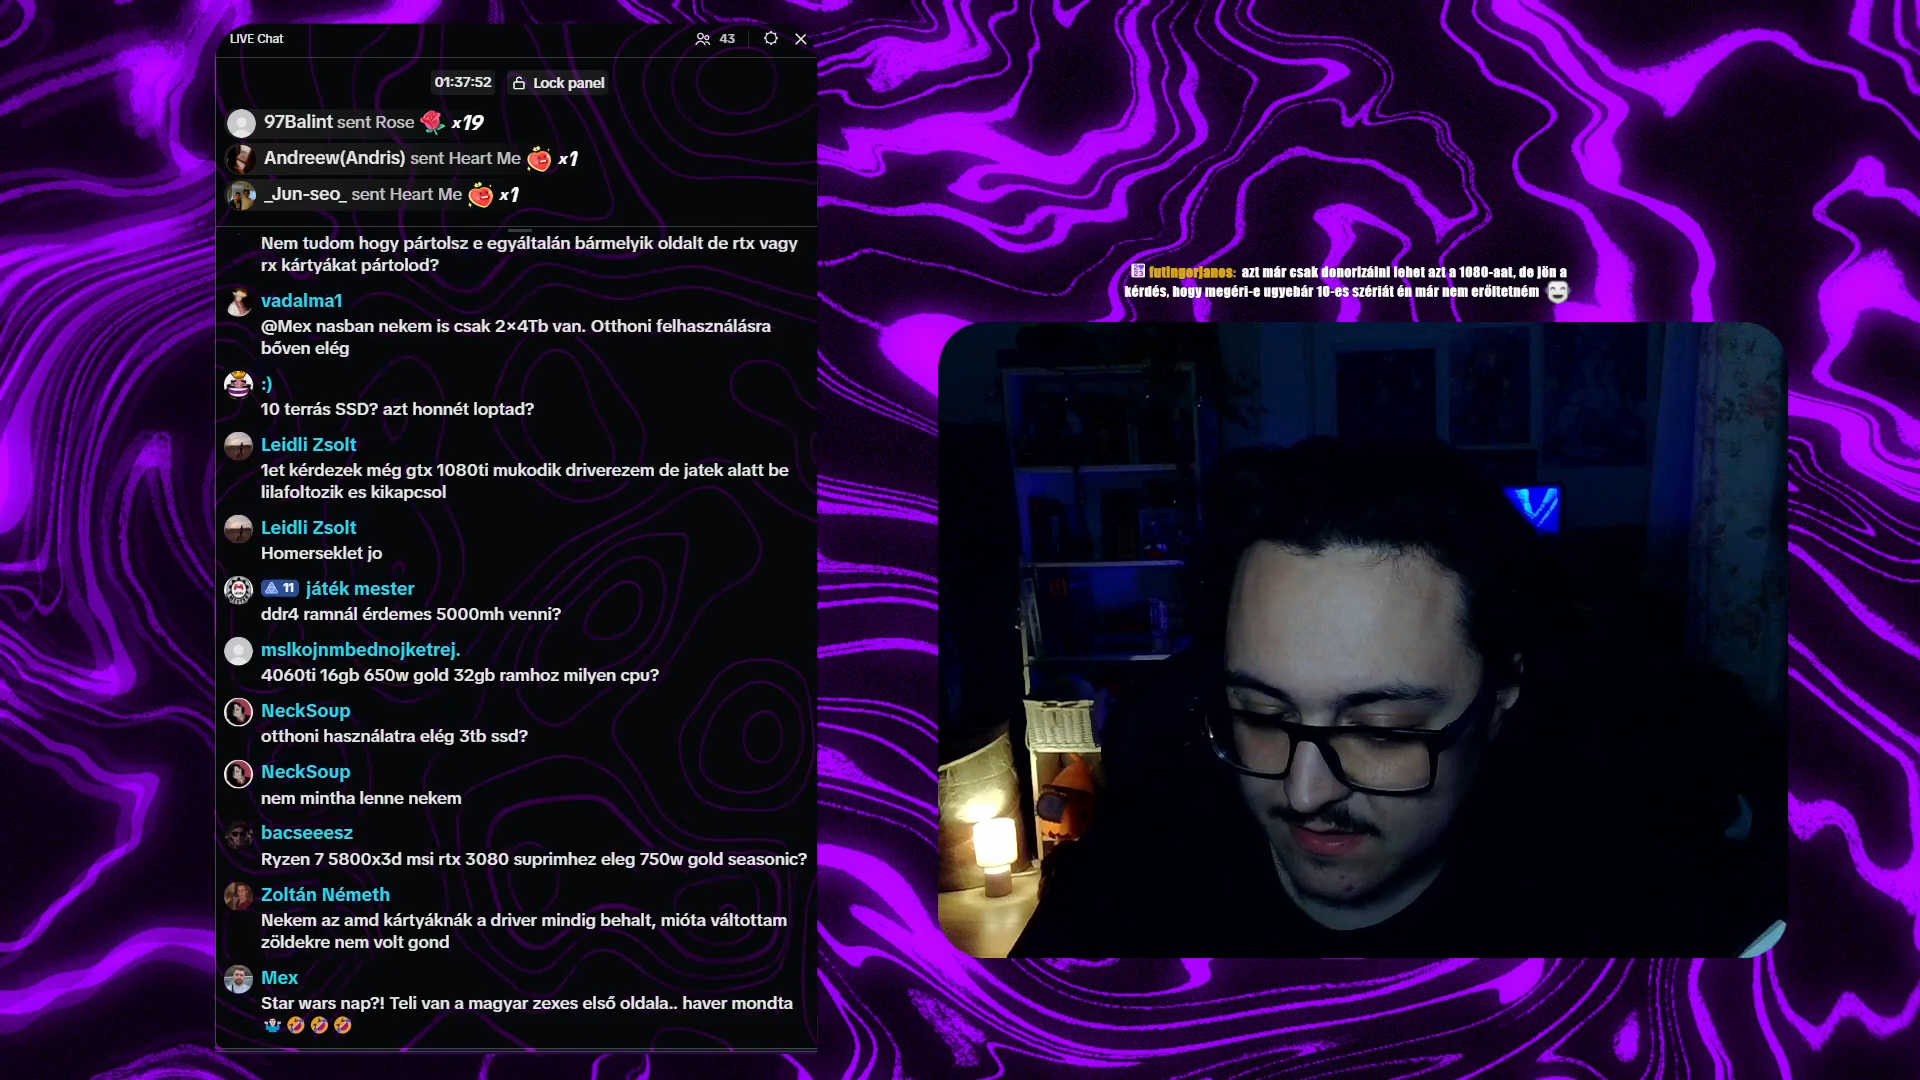 LIVE Chat
43
01:37:52
Lock panel
97Balint sent Rose x19
Andreew(Andris) sent Heart Me x1
_Jun-seo_ sent Heart Me x1
Nem tudom hogy pártolsz e egyáltalán bármelyik oldalt de rtx vagy
rx kártyákat pártolod?
vadalma1
@Mex nasban nekem is csak 2×4Tb van. Otthoni felhasználásra
bőven elég
:)
10 terrás SSD? azt honnét loptad?
Leidli Zsolt
1et kérdezek még gtx 1080ti mukodik driverezem de jatek alatt be
lilafoltozik es kikapcsol
Leidli Zsolt
Homerseklet jo
11 játék mester
ddr4 ramnál érdemes 5000mh venni?
mslkojnmbednojketrej.
4060ti 16gb 650w gold 32gb ramhoz milyen cpu?
NeckSoup
otthoni használatra elég 3tb ssd?
NeckSoup
nem mintha lenne nekem
bacseeesz
Ryzen 7 5800x3d msi rtx 3080 suprimhez eleg 750w gold seasonic?
Zoltán Németh
Nekem az amd kártyáknák a driver mindig behalt, mióta váltottam
zöldekre nem volt gond
Mex
Star wars nap?! Teli van a magyar zexes első oldala.. haver mondta
🤷🏻‍♂️ 🤣 🤣 🤣
futingerjanos: azt már csak donorizálni lehet azt a 1080-aat, de jön a
kérdés, hogy megéri-e ugyebár 10-es szériát én már nem erőltetném